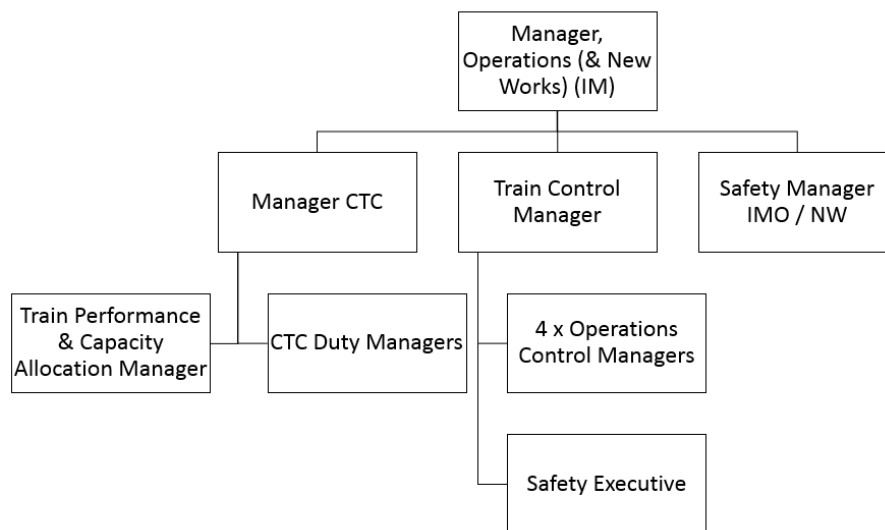 Manager,
Operations (& New
Works) (IM)
Manager CTC
Train Control
Manager
Safety Manager
IMO / NW
Train Performance
& Capacity
Allocation Manager
CTC Duty Managers
4 x Operations
Control Managers
Safety Executive